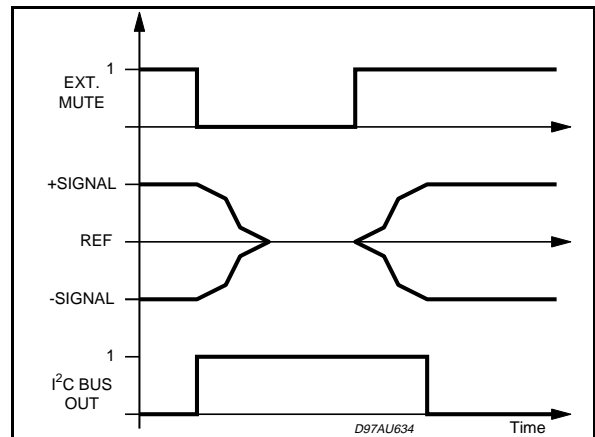 1
EXT.
MUTE
+SIGNAL
REF
-SIGNAL
1
I²C BUS
OUT
D97AU634
Time